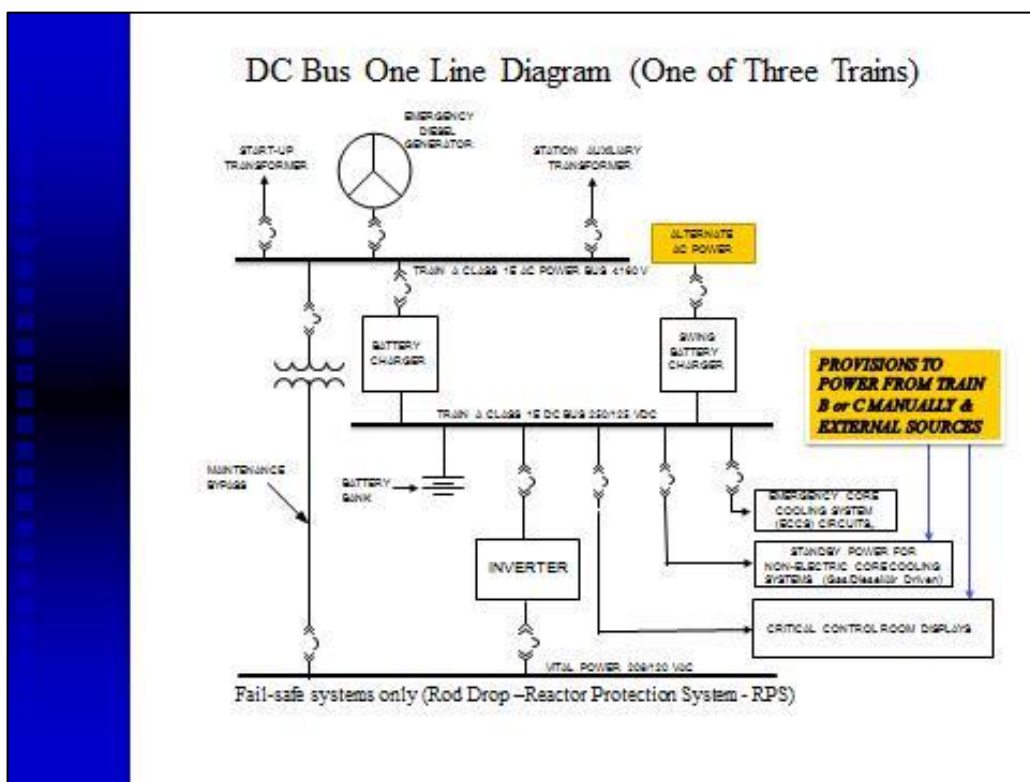 DC Bus One Line Diagram (One of Three Trains)
EMERGENCY
DIESEL
GENERATOR
START-UP
TRANSFORMER
STATION AUXILIARY
TRANSFORMER
ALTERNATE
AC POWER
TRAIN A CLASS 1E AC POWER BUS 4160 V
BATTERY
CHARGER
SWING
BATTERY
CHARGER
PROVISIONS TO
POWER FROM TRAIN
B or C MANUALLY &
EXTERNAL SOURCES
TRAIN A CLASS 1E DC BUS 250/125 VDC
MAINTENANCE
BYPASS
BATTERY
BANK
EMERGENCY CORE
COOLING SYSTEM
(ECCS) CIRCUITS,
INVERTER
STANDBY POWER FOR
NON-ELECTRIC CORE COOLING
SYSTEMS (Gas/Diesel/Air Driven)
CRITICAL CONTROL ROOM DISPLAYS
VITAL POWER 208/120 VAC
Fail-safe systems only (Rod Drop –Reactor Protection System - RPS)